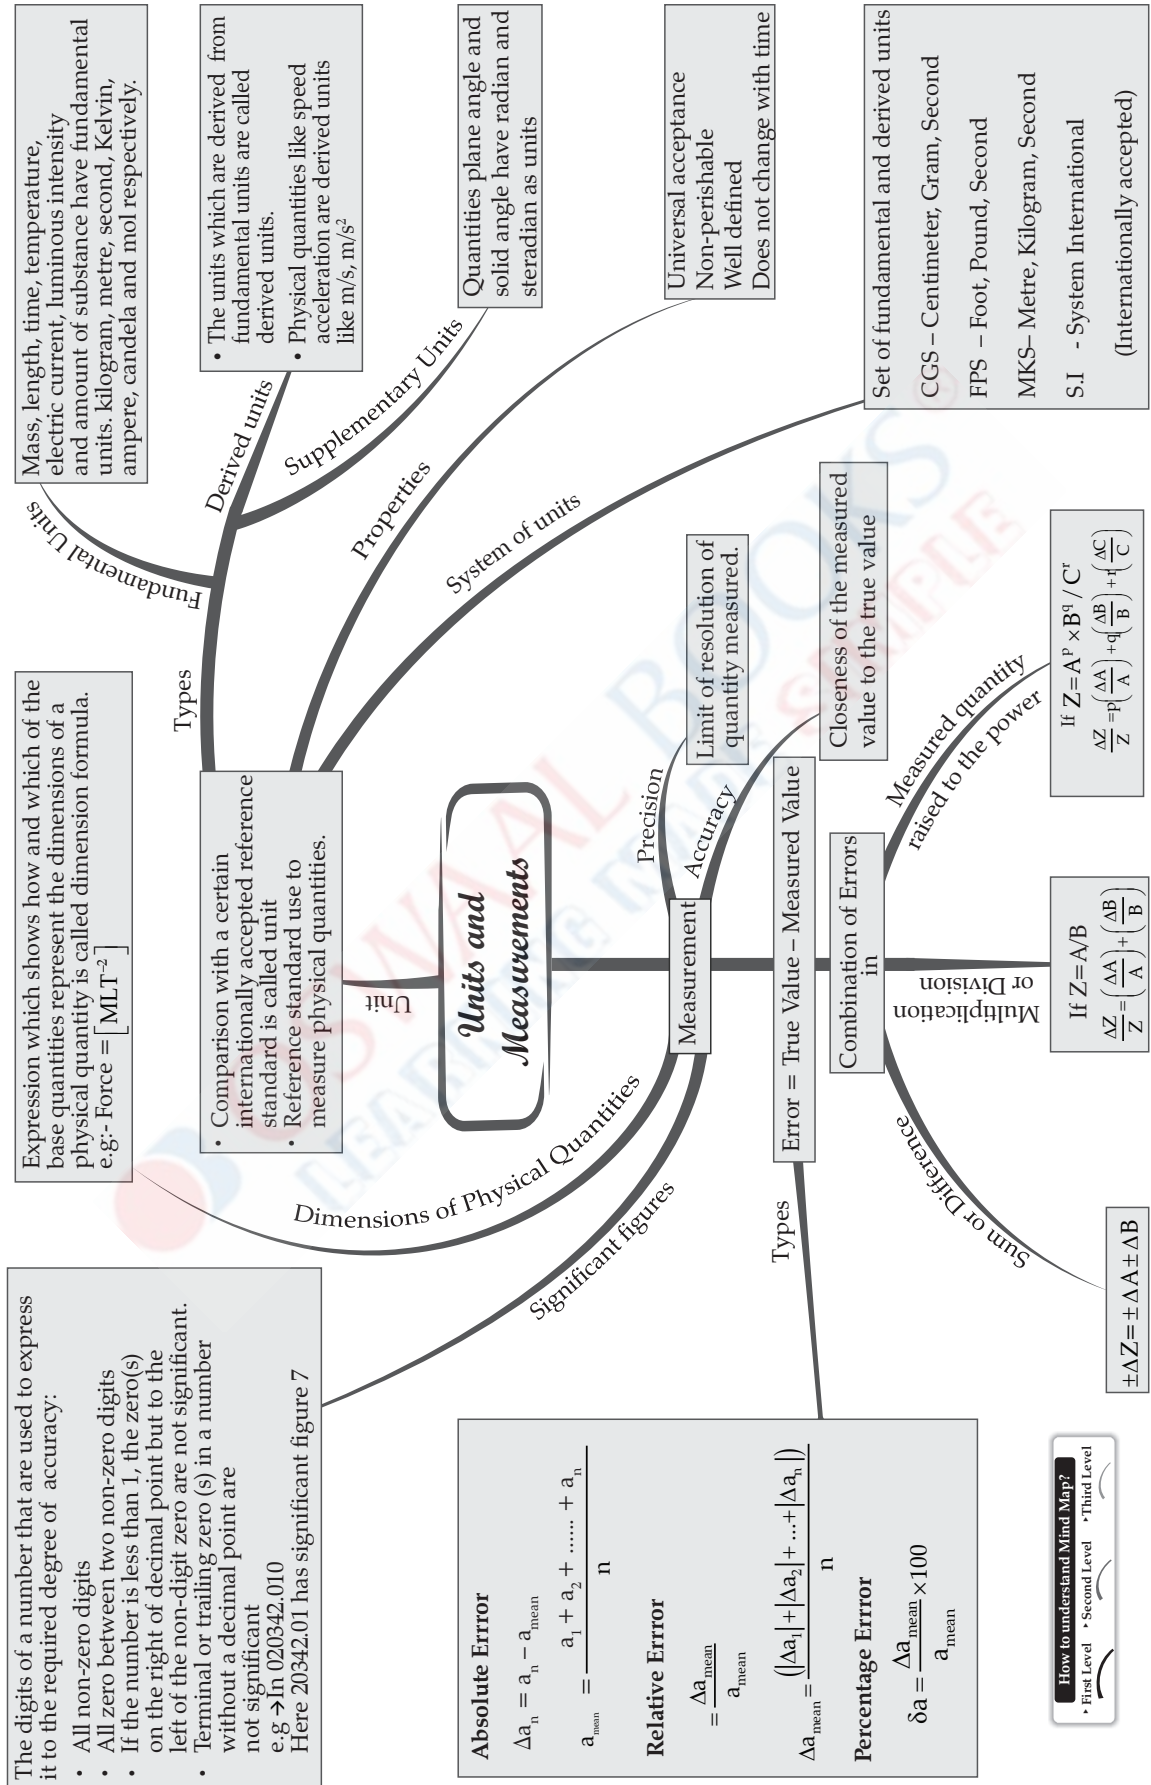 Units and
Measurements
Unit
• Comparison with a certain
internationally accepted reference
standard is called unit
• Reference standard use to
measure physical quantities.
Types
Fundamental Units
Mass, length, time, temperature,
electric current, luminous intensity
and amount of substance have fundamental
units. kilogram, metre, second, Kelvin,
ampere, candela and mol respectively.
Derived units
• The units which are derived from
fundamental units are called
derived units.
• Physical quantities like speed
acceleration are derived units
like m/s, m/s²
Supplementary Units
Quantities plane angle and
solid angle have radian and
steradian as units
Properties
Universal acceptance
Non-perishable
Well defined
Does not change with time
System of units
Set of fundamental and derived units
CGS – Centimeter, Gram, Second
FPS – Foot, Pound, Second
MKS– Metre, Kilogram, Second
S.I - System International
(Internationally accepted)
Measurement
Precision
Limit of resolution of
quantity measured.
Accuracy
Closeness of the measured
value to the true value
Dimensions of Physical Quantities
Expression which shows how and which of the
base quantities represent the dimensions of a
physical quantity is called dimension formula.
e.g:- Force = [MLT⁻²]
Significant figures
The digits of a number that are used to express
it to the required degree of accuracy:
• All non-zero digits
• All zero between two non-zero digits
• If the number is less than 1, the zero(s)
on the right of decimal point but to the
left of the non-digit zero are not significant.
• Terminal or trailing zero (s) in a number
without a decimal point are
not significant
e.g →In 020342.010
Here 20342.01 has significant figure 7
Error = True Value – Measured Value
Types
Absolute Error
Δaₙ = aₙ – a_mean
a_mean = (a₁ + a₂ + ....... + aₙ) / n
Relative Error
= Δa_mean / a_mean
Δa_mean = (|Δa₁| + |Δa₂| + ...+ |Δaₙ|) / n
Percentage Error
δa = Δa_mean / a_mean ×100
Combination of Errors
in
Sum or Difference
±ΔZ=±ΔA±ΔB
Multiplication
or Division
If Z=A/B
ΔZ/Z = (ΔA/A) + (ΔB/B)
Measured quantity
raised to the power
If Z=Aᵖ×B^q / Cʳ
ΔZ/Z = p(ΔA/A) + q(ΔB/B) + r(ΔC/C)
How to understand Mind Map?
▸First Level ▸Second Level ▸Third Level
OSWAAL BOOKS®
LEARNING MADE SIMPLE